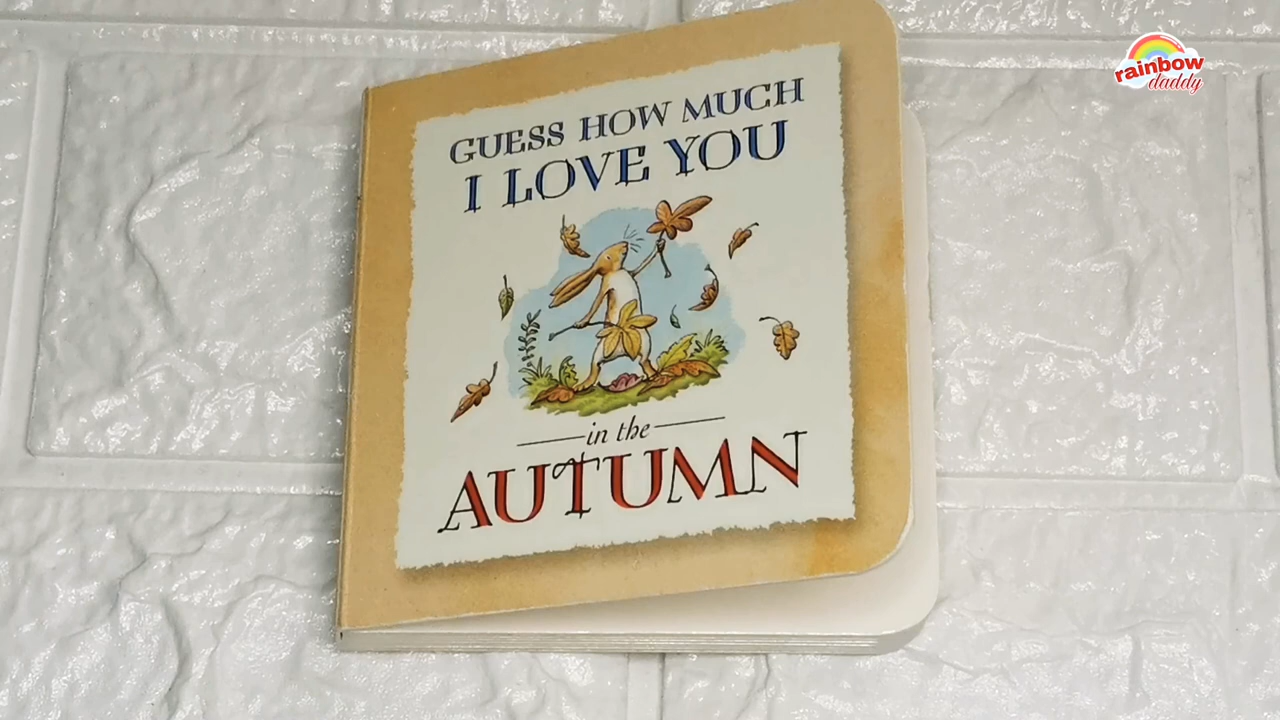 rainbow
daddy
GUESS HOW MUCH
I LOVE YOU
in the
AUTUMN